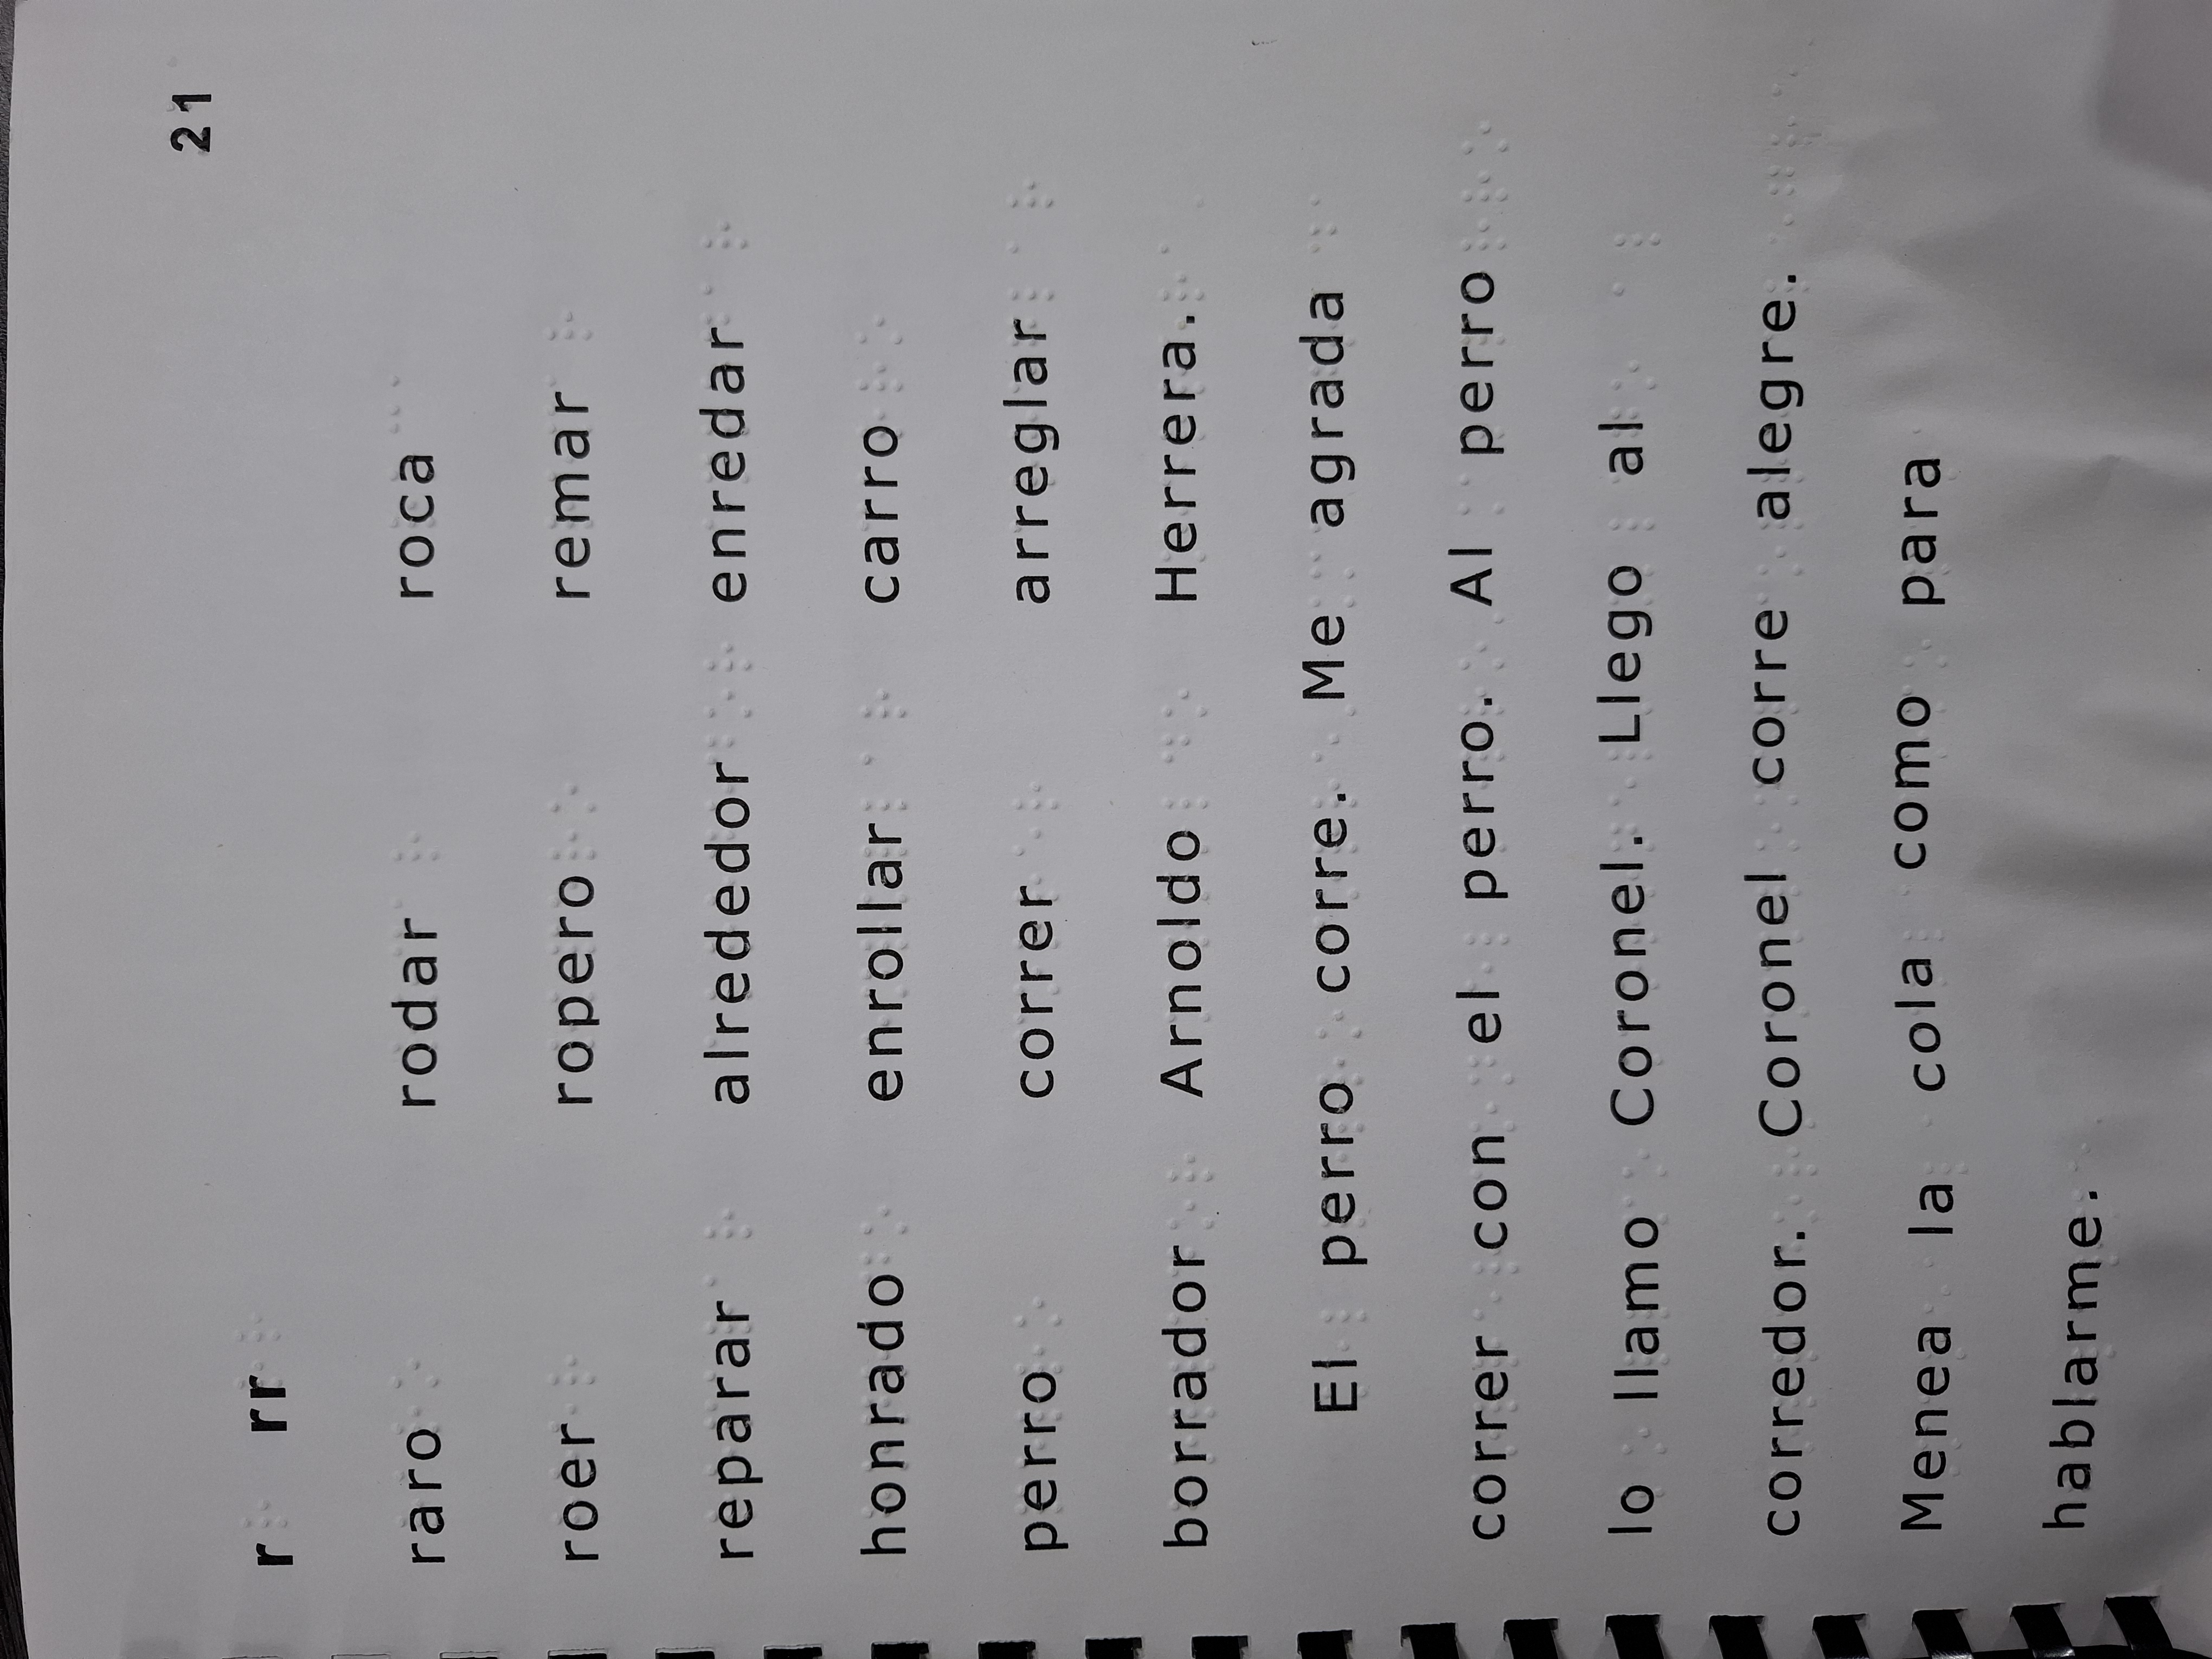 21
r rr
raro rodar roca
roer ropero remar
reparar alrededor enredar
honrado enrollar carro
perro correr arreglar
borrador Arnoldo Herrera.
El perro corre. Me agrada
correr con el perro. Al perro
lo llamo Coronel. Llego al
corredor. Coronel corre alegre.
Menea la cola como para
hablarme.